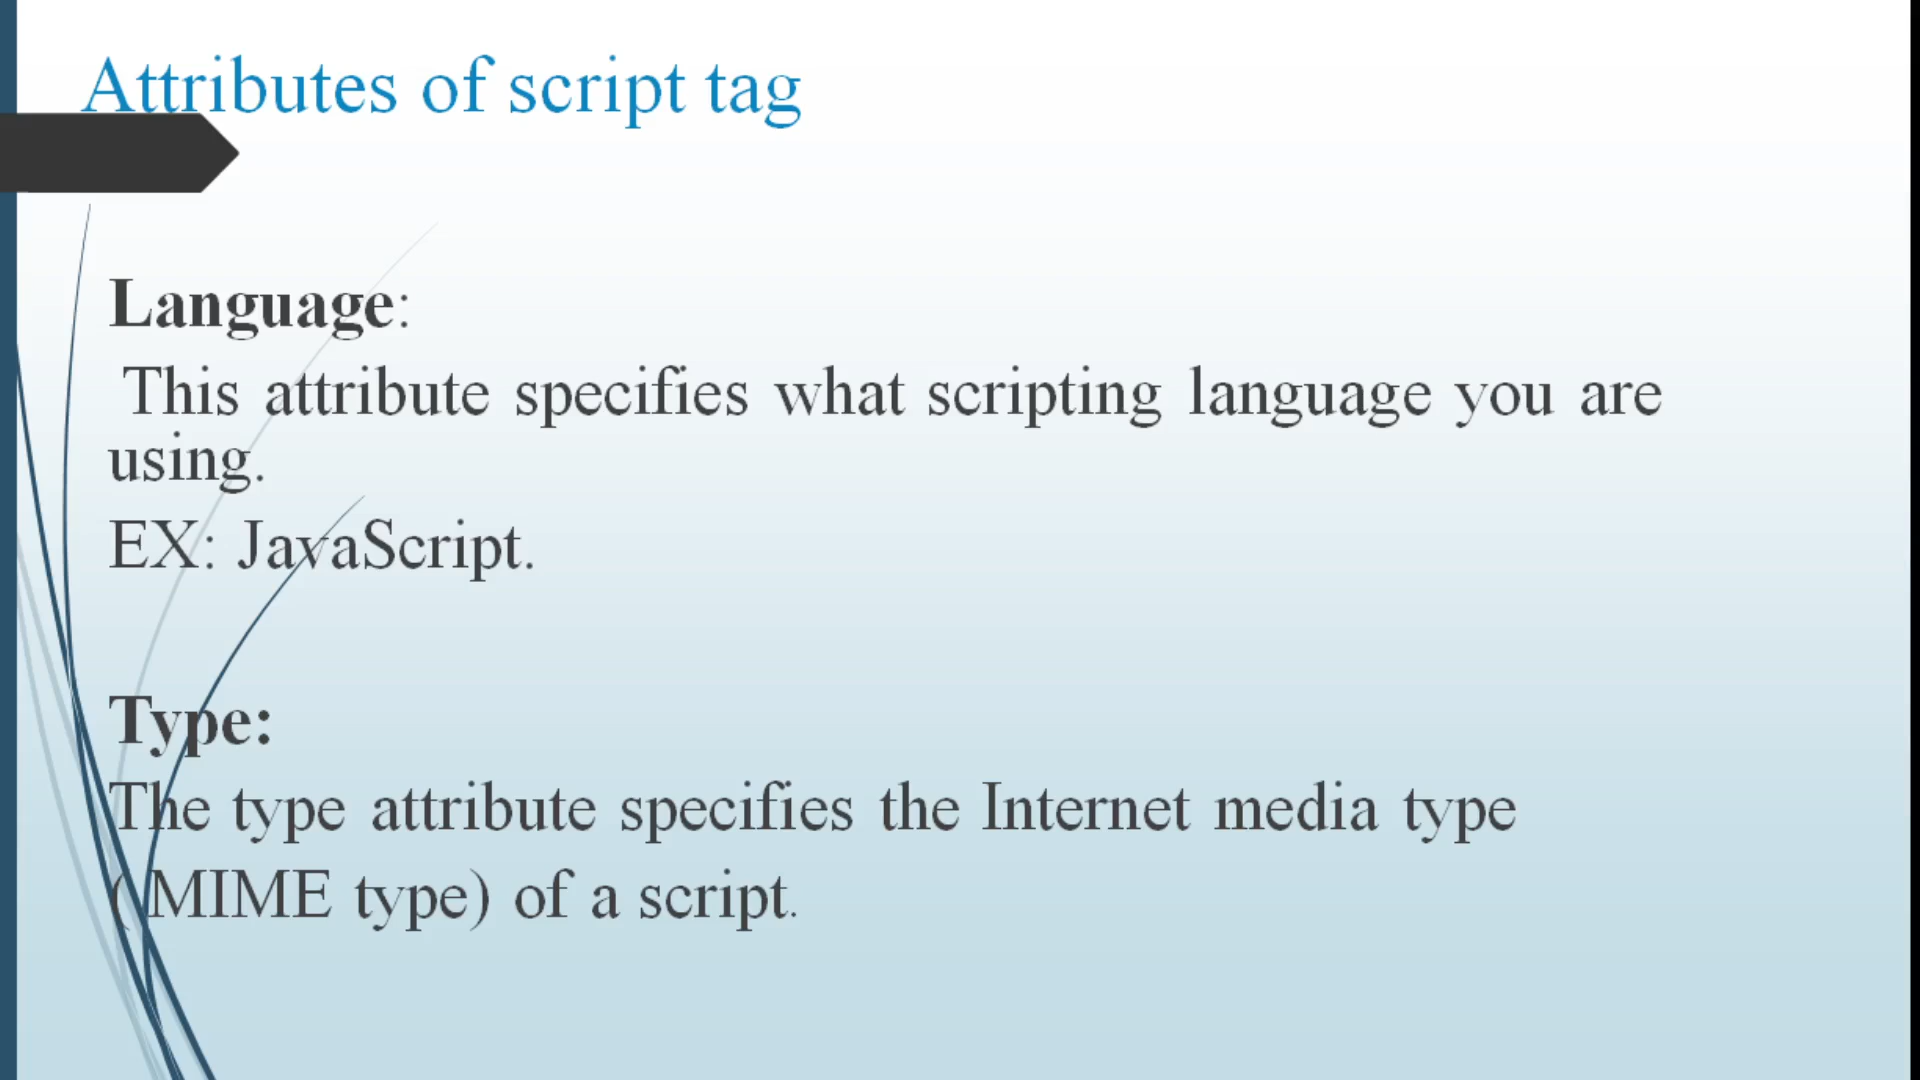 Attributes of script tag
Language:
This attribute specifies what scripting language you are
using.
EX: JavaScript.
Type:
The type attribute specifies the Internet media type
( MIME type) of a script.